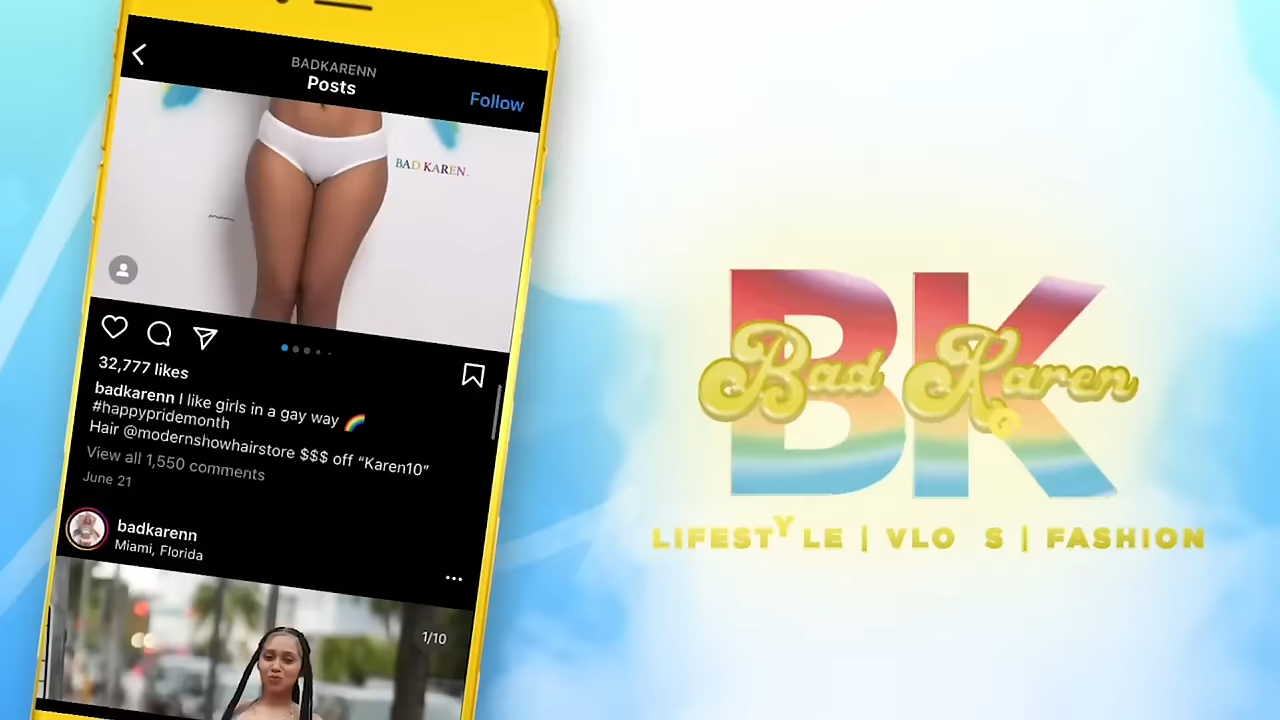 BADKARENN
Posts
Follow
BAD KAREN.
32,777 likes
badkarenn I like girls in a gay way 🌈
#happypridemonth
Hair @modernshowhairstore $$$ off “Karen10”
View all 1,550 comments
June 21
badkarenn
Miami, Florida
1/10
BK
Bad Karen
LIFESTYLE | VLO S | FASHION